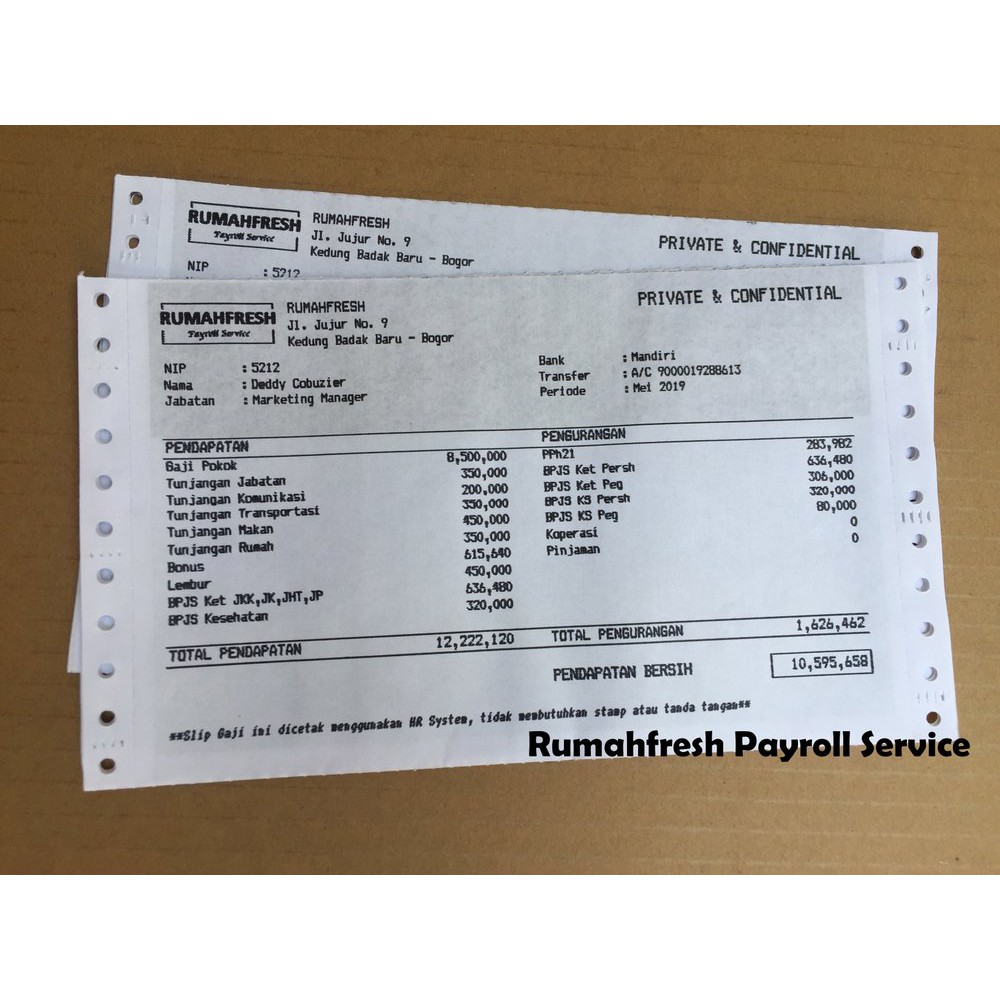 RUMAHFRESH
Payroll Service
RUMAHFRESH
Jl. Jujur No. 9
Kedung Badak Baru - Bogor
PRIVATE & CONFIDENTIAL
NIP : 5212
RUMAHFRESH
Payroll Service
RUMAHFRESH
Jl. Jujur No. 9
Kedung Badak Baru - Bogor
PRIVATE & CONFIDENTIAL
NIP : 5212
Nama : Deddy Cobuzier
Jabatan : Marketing Manager
Bank : Mandiri
Transfer : A/C 9000019288613
Periode : Mei 2019
PENDAPATAN
Gaji Pokok 8,500,000
Tunjangan Jabatan 350,000
Tunjangan Komunikasi 200,000
Tunjangan Transportasi 350,000
Tunjangan Makan 450,000
Tunjangan Rumah 350,000
Bonus 615,640
Lembur 450,000
BPJS Ket JKK,JK,JHT,JP 636,480
BPJS Kesehatan 320,000
TOTAL PENDAPATAN 12,222,120
PENGURANGAN
PPh21 283,982
BPJS Ket Persh 636,480
BPJS Ket Peg 306,000
BPJS KS Persh 320,000
BPJS KS Peg 80,000
Koperasi 0
Pinjaman 0
TOTAL PENGURANGAN 1,626,462
PENDAPATAN BERSIH 10,595,658
**Slip Gaji ini dicetak menggunakan HR System, tidak membutuhkan stamp atau tanda tangan**
Rumahfresh Payroll Service